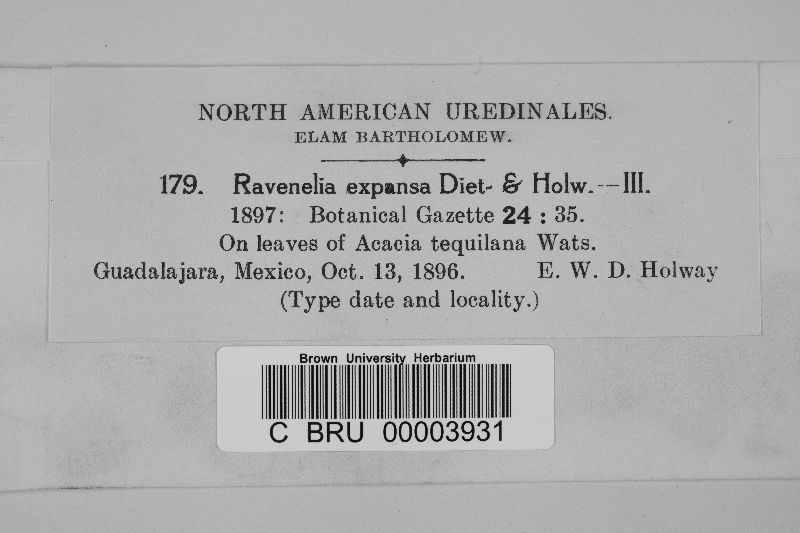 NORTH AMERICAN UREDINALES.
ELAM BARTHOLOMEW.
179. Ravenelia expansa Diet- & Holw.—III.
1897: Botanical Gazette 24 : 35.
On leaves of Acacia tequilana Wats.
Guadalajara, Mexico, Oct. 13, 1896. E. W. D. Holway
(Type date and locality.)
Brown University Herbarium
C BRU 00003931